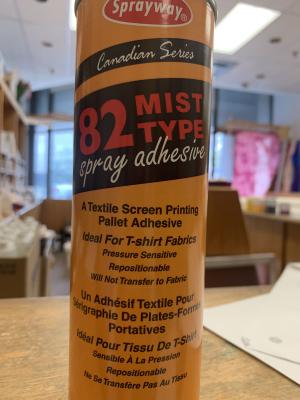 Sprayway®
Canadian Series
82 MIST
TYPE
spray adhesive
A Textile Screen Printing
Pallet Adhesive
Ideal For T-shirt Fabrics
Pressure Sensitive
Repositionable
Will Not Transfer to Fabric
Un Adhésif Textile Pour
Sérigraphie De Plates-Formes
Portatives
Idéal Pour Tissu De T-Shirt
Sensible À La Pression
Repositionable
Ne Se Transfère Pas Au Tissu